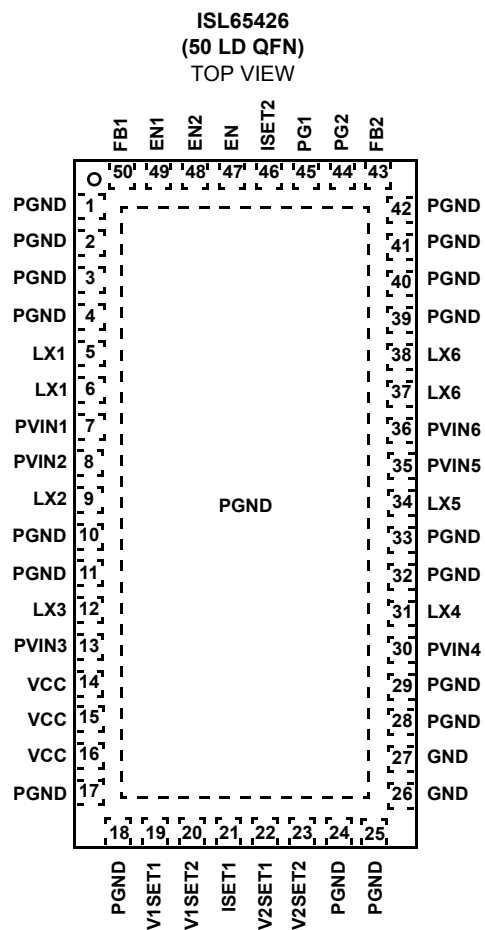 ISL65426
(50 LD QFN)
TOP VIEW
FB1 EN1 EN2 EN ISET2 PG1 PG2 FB2
50 49 48 47 46 45 44 43
PGND 1 42 PGND
PGND 2 41 PGND
PGND 3 40 PGND
PGND 4 39 PGND
LX1 5 38 LX6
LX1 6 37 LX6
PVIN1 7 36 PVIN6
PVIN2 8 35 PVIN5
LX2 9 34 LX5
PGND
PGND 10 33 PGND
PGND 11 32 PGND
LX3 12 31 LX4
PVIN3 13 30 PVIN4
VCC 14 29 PGND
VCC 15 28 PGND
VCC 16 27 GND
PGND 17 26 GND
18 19 20 21 22 23 24 25
PGND V1SET1 V1SET2 ISET1 V2SET1 V2SET2 PGND PGND